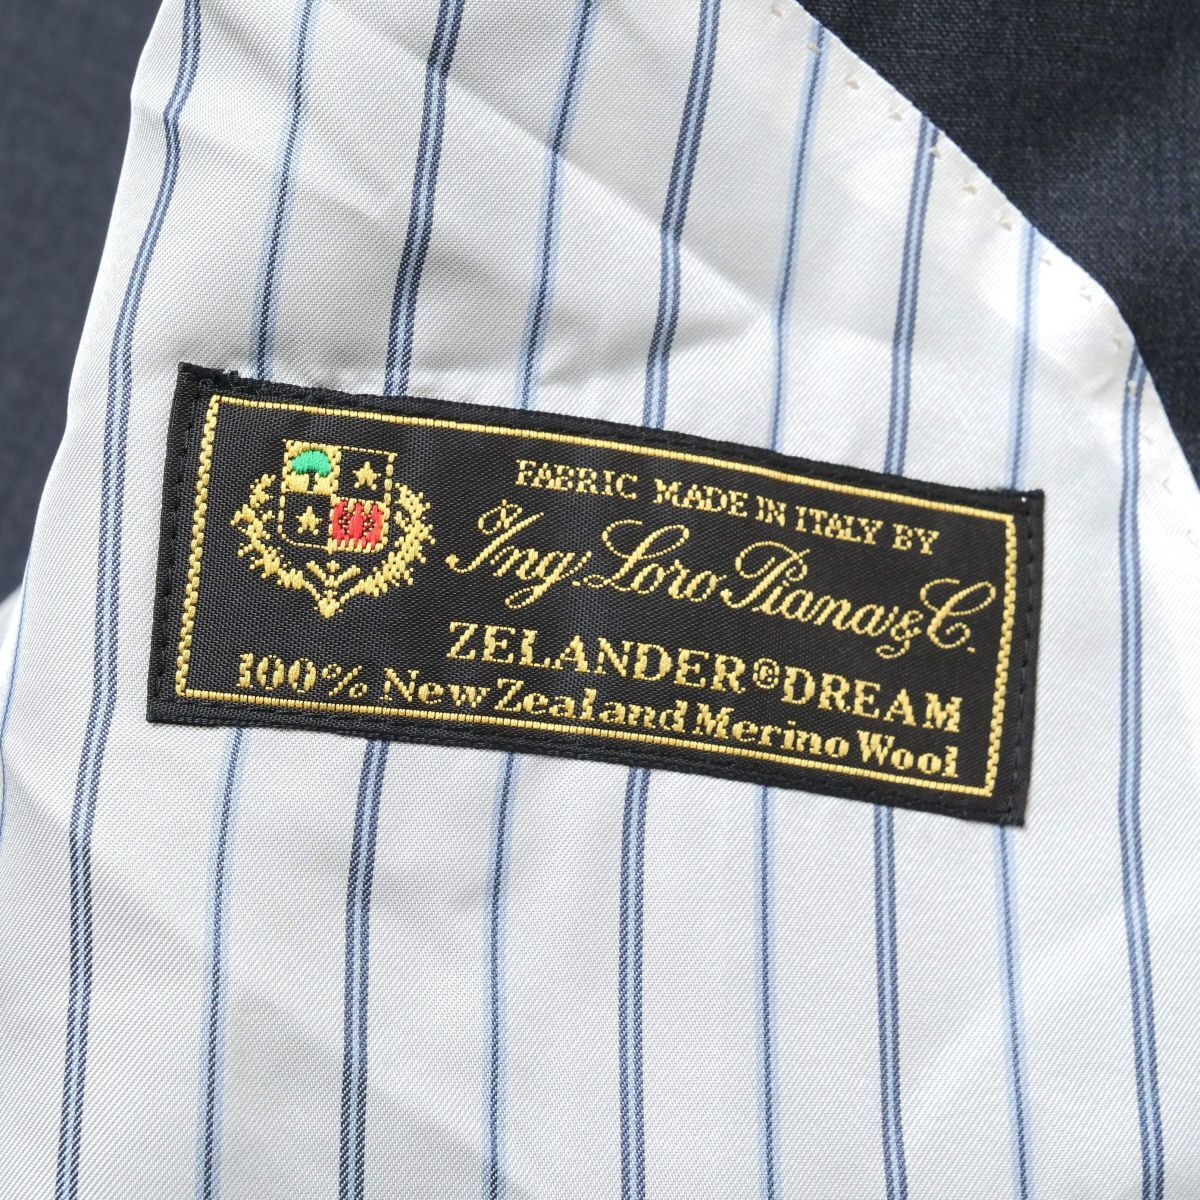 FABRIC MADE IN ITALY BY
Ing. Loro Piana & C.
ZELANDER®DREAM
100% New Zealand Merino Wool